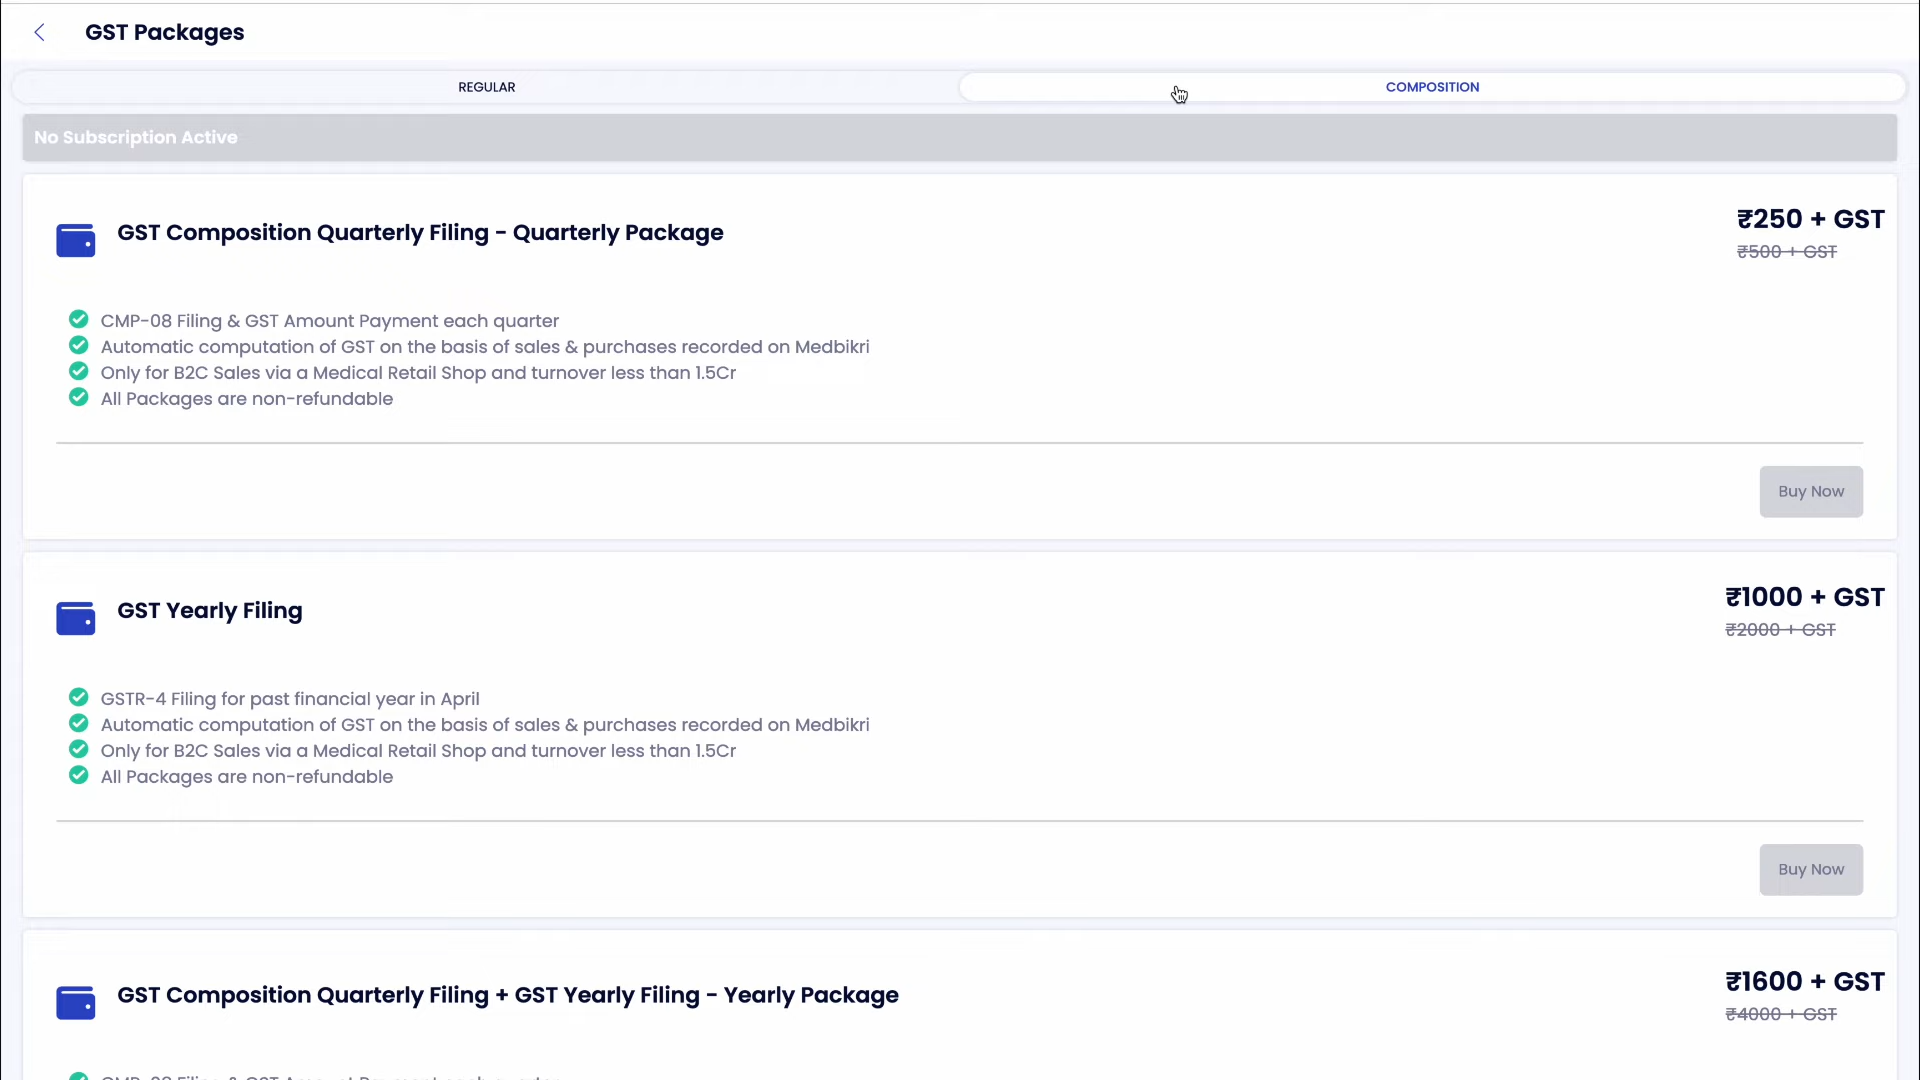 GST Packages
REGULAR
COMPOSITION
No Subscription Active
GST Composition Quarterly Filing - Quarterly Package
₹250 + GST
₹500 + GST
CMP-08 Filing & GST Amount Payment each quarter
Automatic computation of GST on the basis of sales & purchases recorded on Medbikri
Only for B2C Sales via a Medical Retail Shop and turnover less than 1.5Cr
All Packages are non-refundable
Buy Now
GST Yearly Filing
₹1000 + GST
₹2000 + GST
GSTR-4 Filing for past financial year in April
Automatic computation of GST on the basis of sales & purchases recorded on Medbikri
Only for B2C Sales via a Medical Retail Shop and turnover less than 1.5Cr
All Packages are non-refundable
Buy Now
GST Composition Quarterly Filing + GST Yearly Filing - Yearly Package
₹1600 + GST
₹4000 + GST